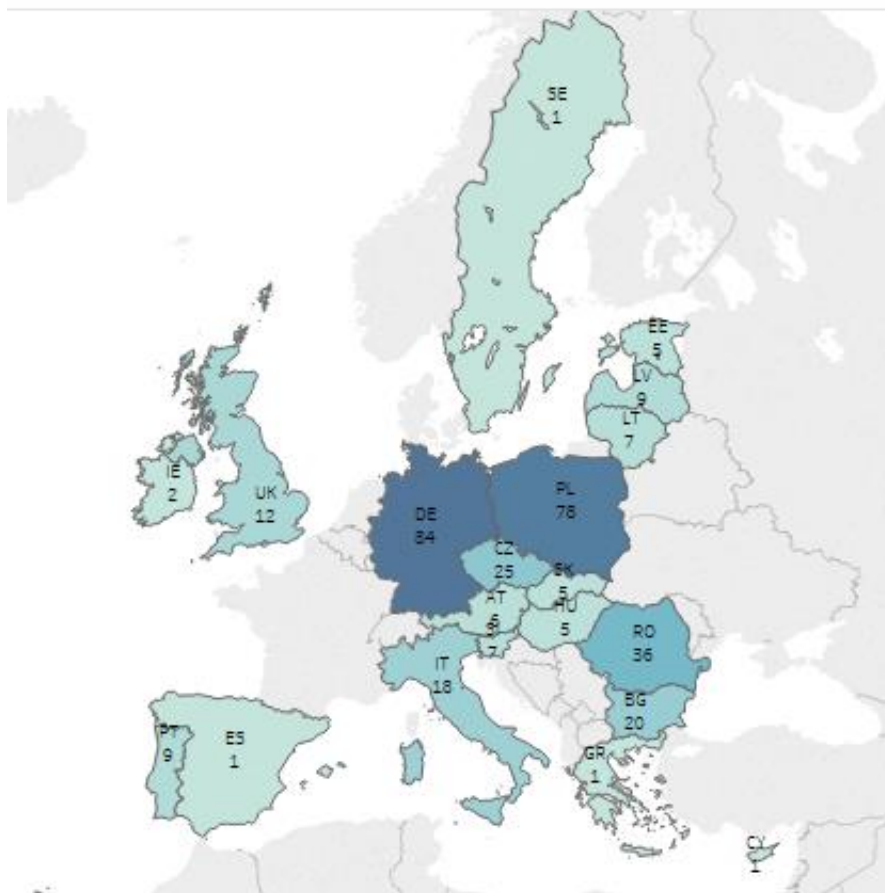 SE
1
EE
5
LV
9
LT
7
IE
2
UK
12
DE
84
PL
78
CZ
25
SK
5
AT
6
HU
5
SI
7
RO
36
IT
18
BG
20
PT
9
ES
1
GR
1
CY
1